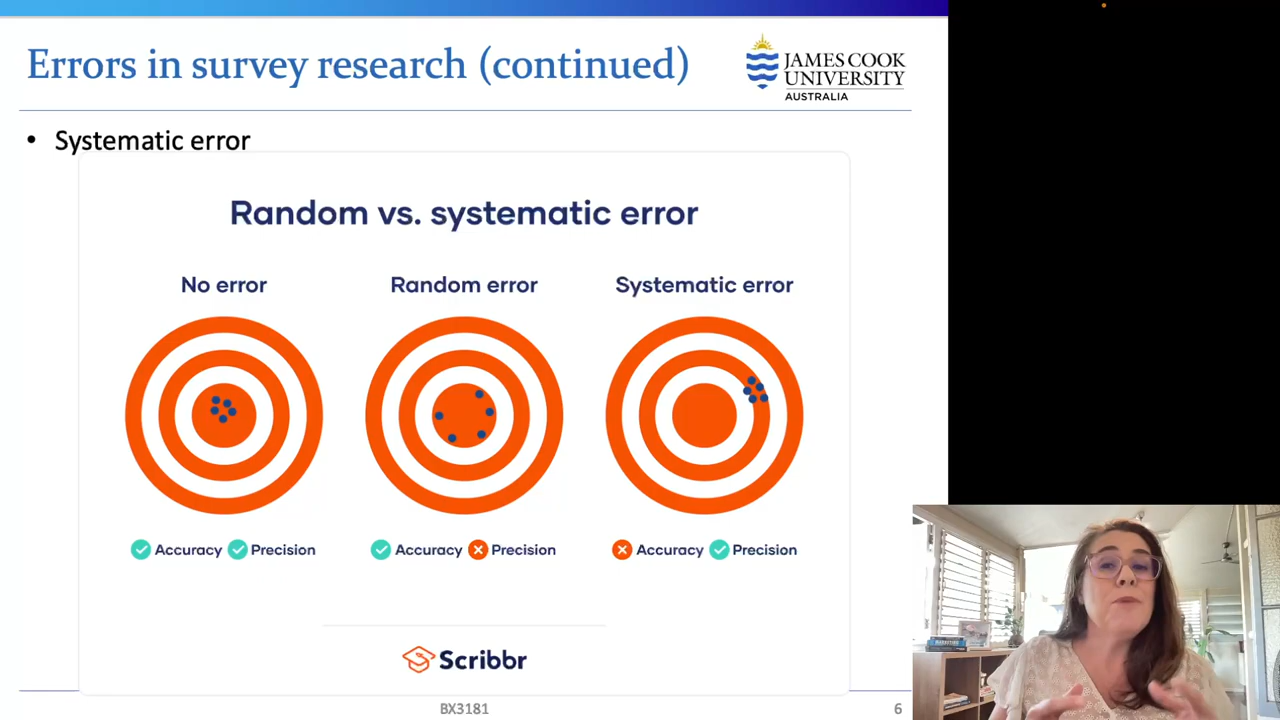 Errors in survey research (continued)
JAMES COOK
UNIVERSITY
AUSTRALIA
• Systematic error
Random vs. systematic error
No error
Random error
Systematic error
Accuracy Precision
Accuracy Precision
Accuracy Precision
Scribbr
BX3181
6